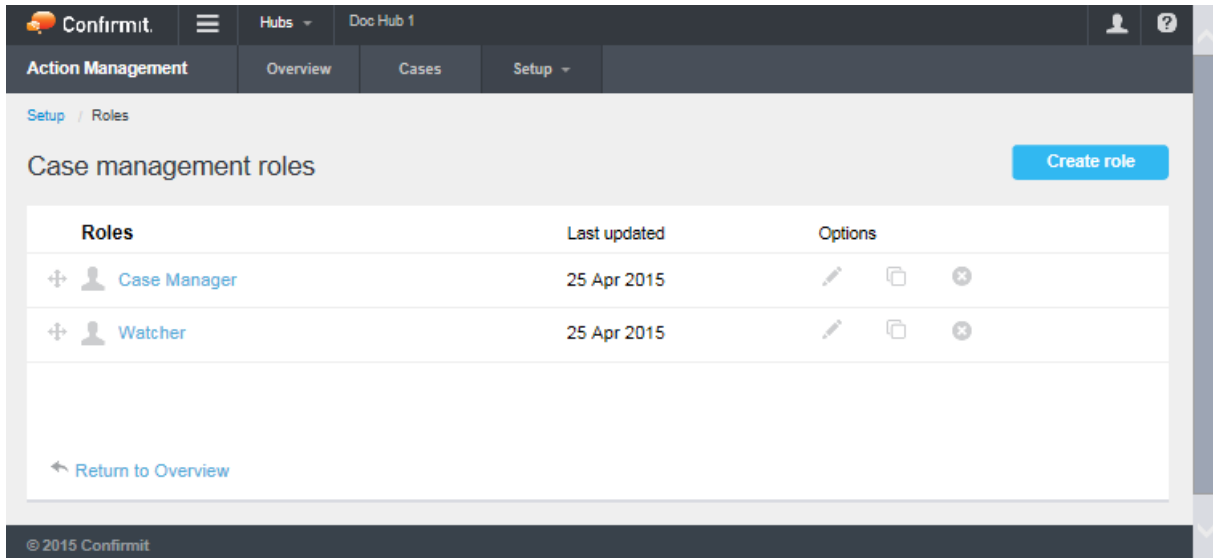 Confirmit. Hubs Doc Hub 1 ?
Action Management Overview Cases Setup
Setup / Roles
Case management roles Create role
Roles Last updated Options
Case Manager 25 Apr 2015
Watcher 25 Apr 2015
Return to Overview
© 2015 Confirmit